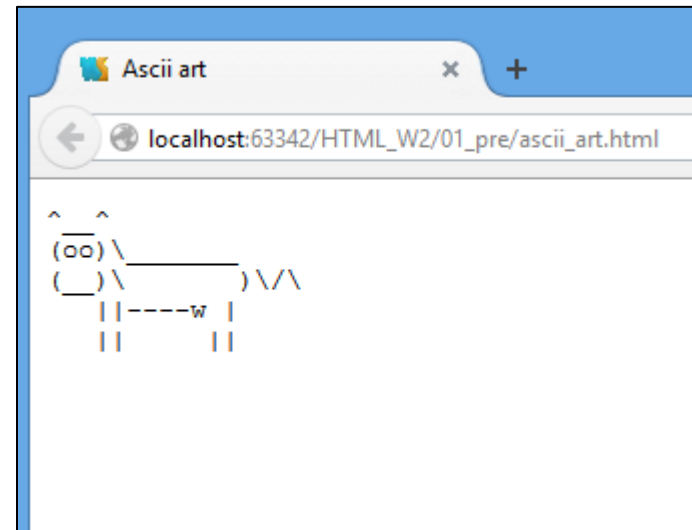 Ascii art
localhost:63342/HTML_W2/01_pre/ascii_art.html
^__^
(oo)\_______
(__)\       )\/\
    ||----w |
    ||     ||